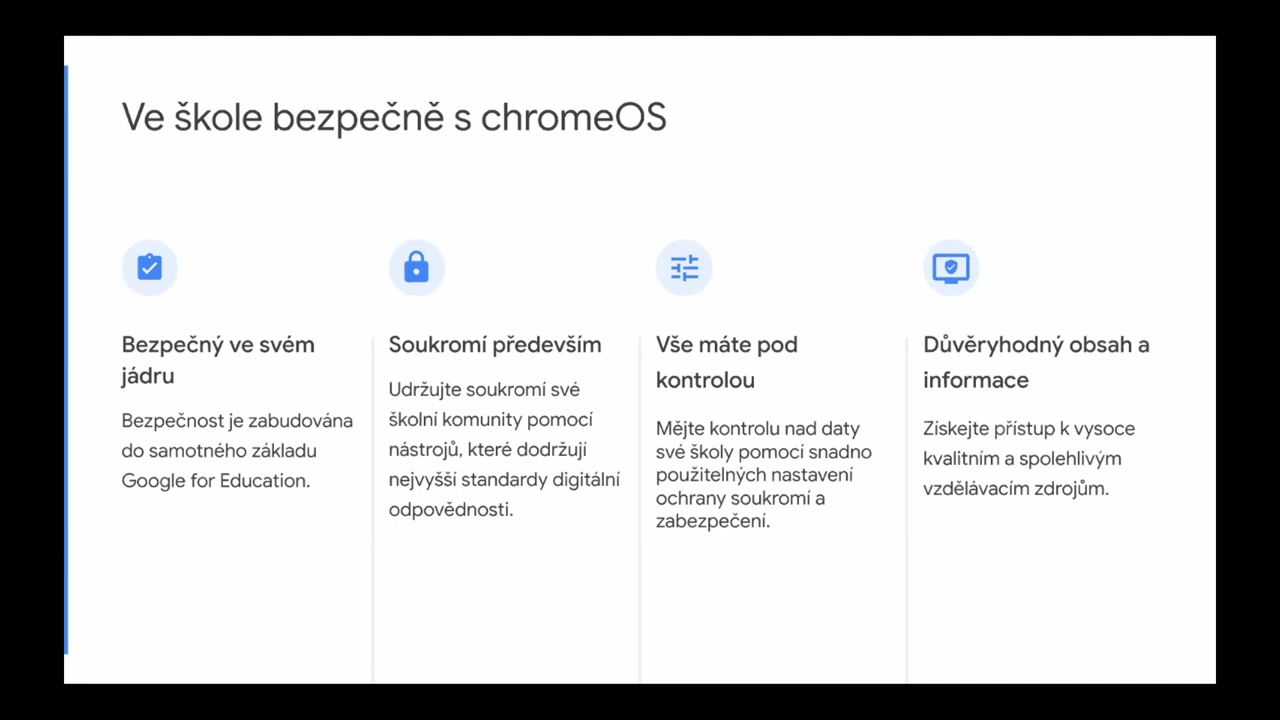 Ve škole bezpečně s chromeOS
Bezpečný ve svém
jádru
Bezpečnost je zabudována
do samotného základu
Google for Education.
Soukromí především
Udržujte soukromí své
školní komunity pomocí
nástrojů, které dodržují
nejvyšší standardy digitální
odpovědnosti.
Vše máte pod
kontrolou
Mějte kontrolu nad daty
své školy pomocí snadno
použitelných nastavení
ochrany soukromí a
zabezpečení.
Důvěryhodný obsah a
informace
Získejte přístup k vysoce
kvalitním a spolehlivým
vzdělávacím zdrojům.